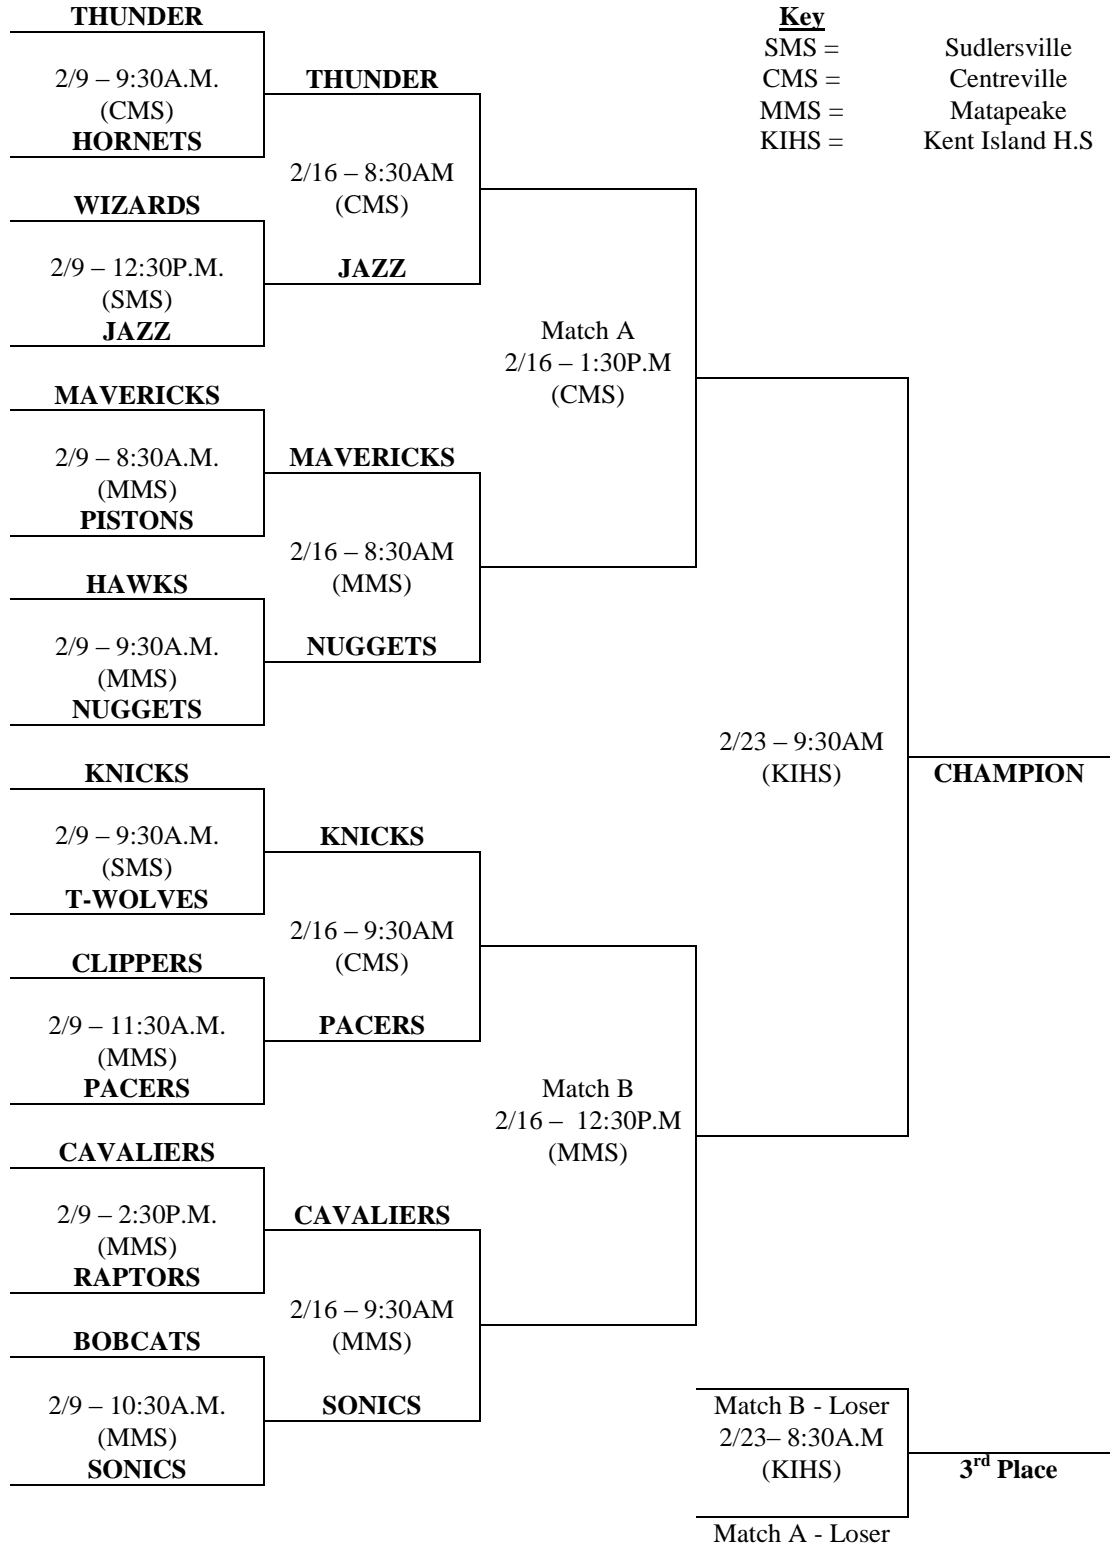 THUNDER
2/9 – 9:30A.M.
(CMS)
HORNETS
WIZARDS
2/9 – 12:30P.M.
(SMS)
JAZZ
MAVERICKS
2/9 – 8:30A.M.
(MMS)
PISTONS
HAWKS
2/9 – 9:30A.M.
(MMS)
NUGGETS
KNICKS
2/9 – 9:30A.M.
(SMS)
T-WOLVES
CLIPPERS
2/9 – 11:30A.M.
(MMS)
PACERS
CAVALIERS
2/9 – 2:30P.M.
(MMS)
RAPTORS
BOBCATS
2/9 – 10:30A.M.
(MMS)
SONICS
THUNDER
2/16 – 8:30AM
(CMS)
JAZZ
MAVERICKS
2/16 – 8:30AM
(MMS)
NUGGETS
KNICKS
2/16 – 9:30AM
(CMS)
PACERS
CAVALIERS
2/16 – 9:30AM
(MMS)
SONICS
Match A
2/16 – 1:30P.M
(CMS)
Match B
2/16 – 12:30P.M
(MMS)
Key
SMS = Sudlersville
CMS = Centreville
MMS = Matapeake
KIHS = Kent Island H.S
2/23 – 9:30AM
(KIHS)
CHAMPION
Match B - Loser
2/23– 8:30A.M
(KIHS)
3rd Place
Match A - Loser